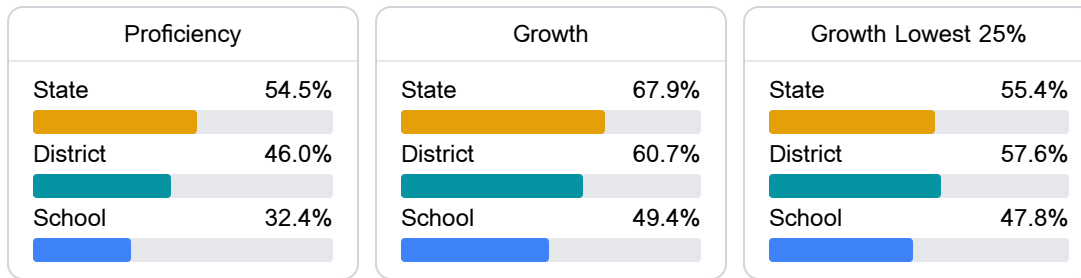 Proficiency
State 54.5%
District 46.0%
School 32.4%
Growth
State 67.9%
District 60.7%
School 49.4%
Growth Lowest 25%
State 55.4%
District 57.6%
School 47.8%